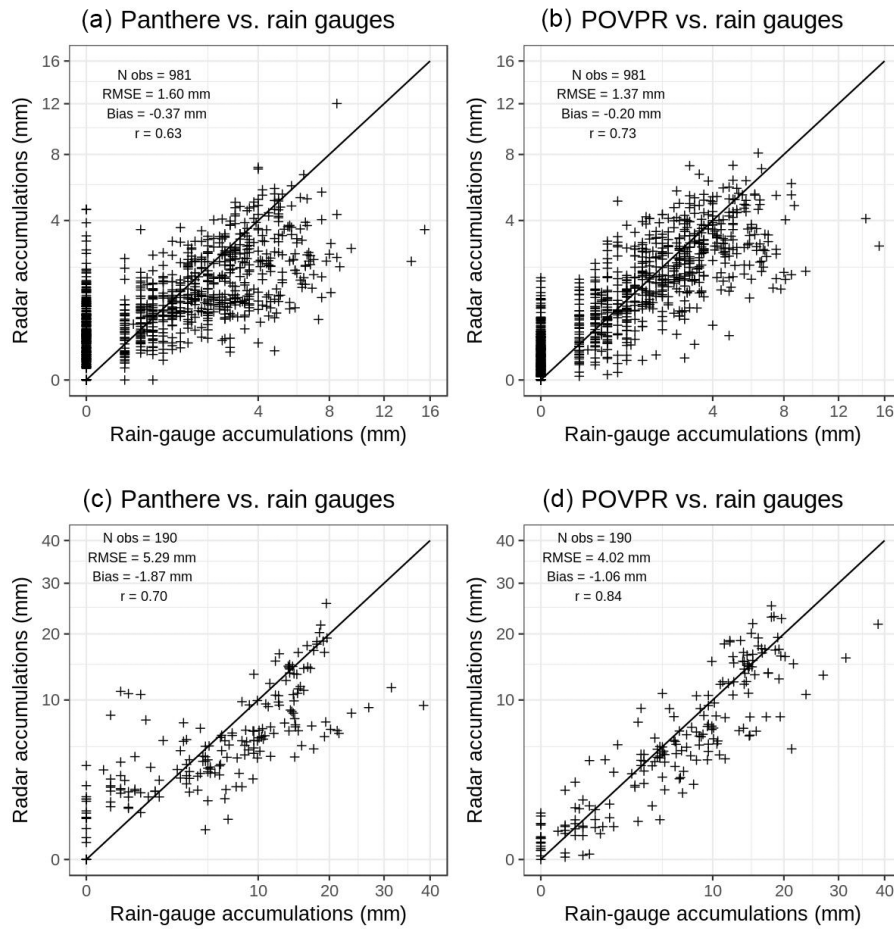 (a) Panthere vs. rain gauges
N obs = 981
RMSE = 1.60 mm
Bias = -0.37 mm
r = 0.63
16
12
8
4
0
Radar accumulations (mm)
0 4 8 12 16
Rain-gauge accumulations (mm)
(b) POVPR vs. rain gauges
N obs = 981
RMSE = 1.37 mm
Bias = -0.20 mm
r = 0.73
16
12
8
4
0
Radar accumulations (mm)
0 4 8 12 16
Rain-gauge accumulations (mm)
(c) Panthere vs. rain gauges
N obs = 190
RMSE = 5.29 mm
Bias = -1.87 mm
r = 0.70
40
30
20
10
0
Radar accumulations (mm)
0 10 20 30 40
Rain-gauge accumulations (mm)
(d) POVPR vs. rain gauges
N obs = 190
RMSE = 4.02 mm
Bias = -1.06 mm
r = 0.84
40
30
20
10
0
Radar accumulations (mm)
0 10 20 30 40
Rain-gauge accumulations (mm)